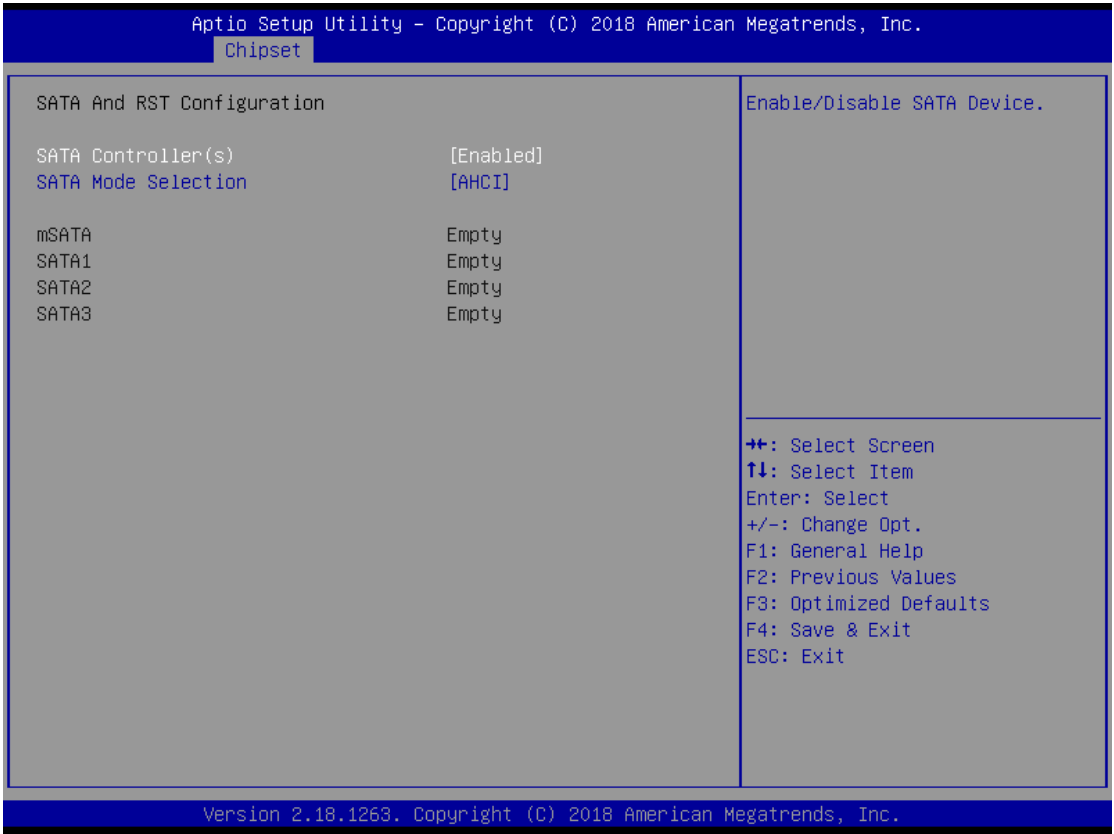 Aptio Setup Utility – Copyright (C) 2018 American Megatrends, Inc.
Chipset
SATA And RST Configuration
SATA Controller(s) [Enabled]
SATA Mode Selection [AHCI]
mSATA Empty
SATA1 Empty
SATA2 Empty
SATA3 Empty
Enable/Disable SATA Device.
→←: Select Screen
↑↓: Select Item
Enter: Select
+/-: Change Opt.
F1: General Help
F2: Previous Values
F3: Optimized Defaults
F4: Save & Exit
ESC: Exit
Version 2.18.1263. Copyright (C) 2018 American Megatrends, Inc.